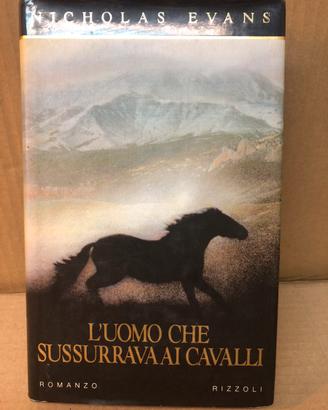 NICHOLAS EVANS
L'UOMO CHE
SUSSURRAVA AI CAVALLI
ROMANZO RIZZOLI